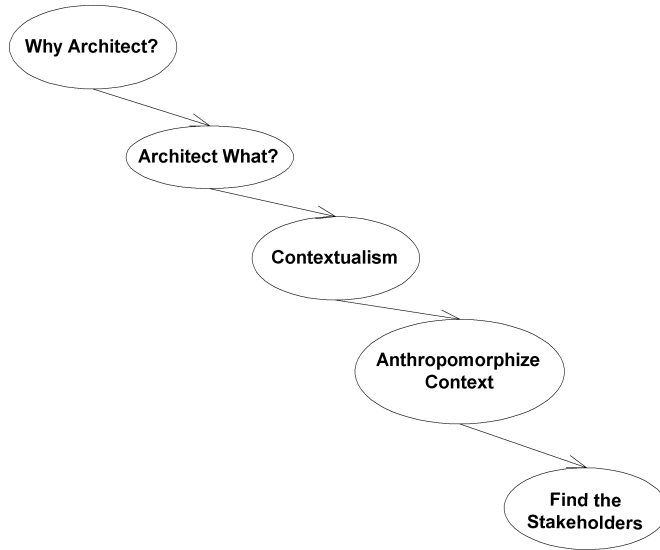 Why Architect?
Architect What?
Contextualism
Anthropomorphize
Context
Find the
Stakeholders